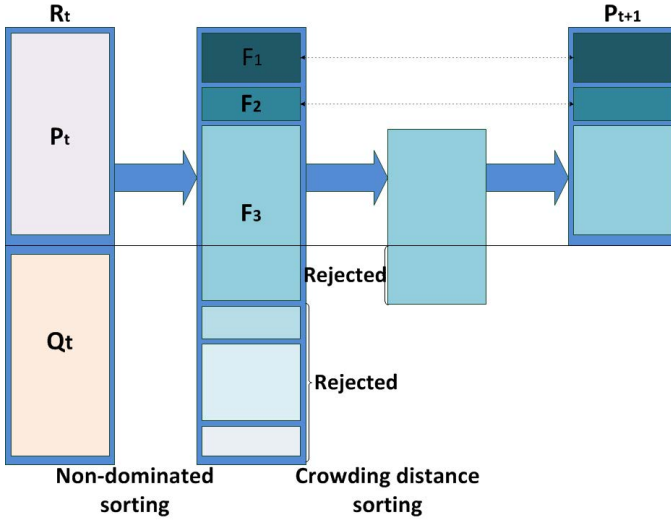 Rt
Pt+1
F1
F2
Pt
F3
Rejected
Qt
Rejected
Non-dominated
sorting
Crowding distance
sorting